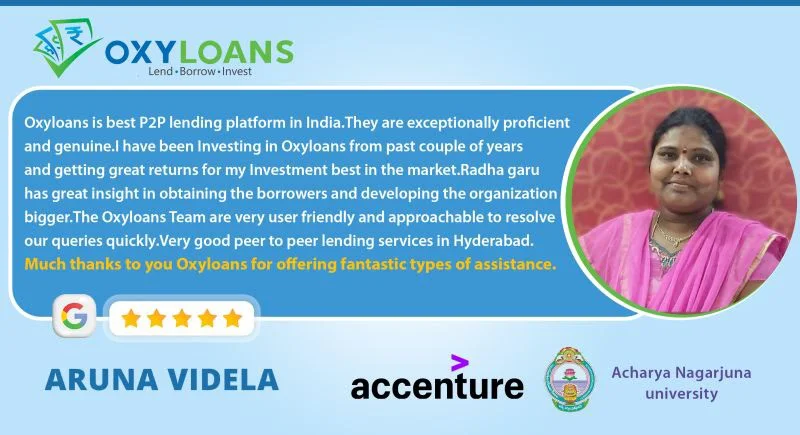 OXYLOANS
Lend • Borrow • Invest
Oxyloans is best P2P lending platform in India.They are exceptionally proficient
and genuine.I have been Investing in Oxyloans from past couple of years
and getting great returns for my Investment best in the market.Radha garu
has great insight in obtaining the borrowers and developing the organization
bigger.The Oxyloans Team are very user friendly and approachable to resolve
our queries quickly.Very good peer to peer lending services in Hyderabad.
Much thanks to you Oxyloans for offering fantastic types of assistance.
G
ARUNA VIDELA
accenture
Acharya Nagarjuna
university